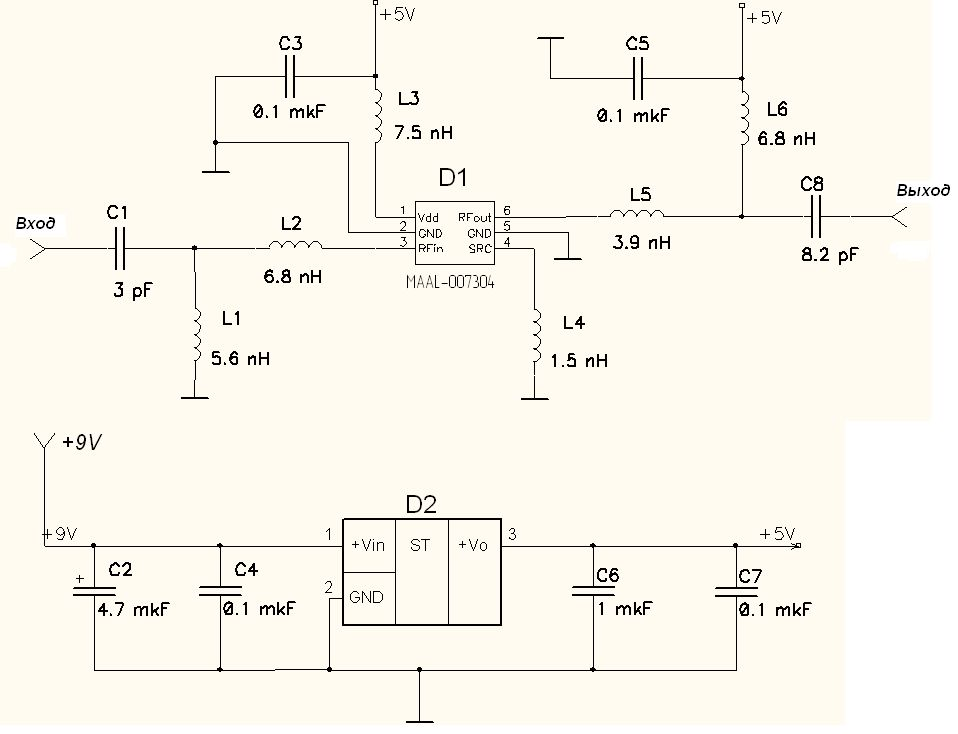 +5V
C3
0.1 mkF
L3
7.5 nH
+5V
C5
0.1 mkF
L6
6.8 nH
Вход
C1
3 pF
L2
6.8 nH
L1
5.6 nH
D1
1 Vdd RFout 6
2 GND GND 5
3 RFin SRC 4
MAAL-007304
L5
3.9 nH
C8
8.2 pF
Выход
L4
1.5 nH
+9V
+9V
C2
+
4.7 mkF
C4
0.1 mkF
D2
1 +Vin ST +Vo 3
2 GND
+5V
C6
1 mkF
C7
0.1 mkF